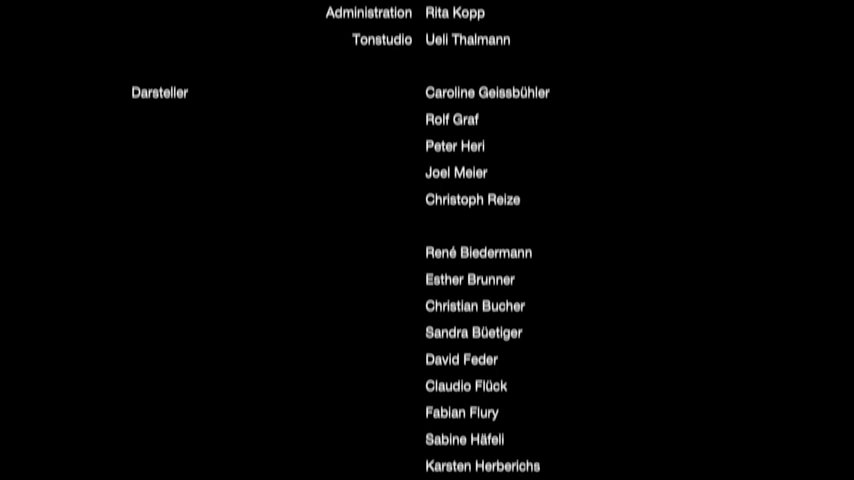 Administration Rita Kopp
Tonstudio Ueli Thalmann
Darsteller Caroline Geissbühler
Rolf Graf
Peter Heri
Joel Meier
Christoph Reize
René Biedermann
Esther Brunner
Christian Bucher
Sandra Büetiger
David Feder
Claudio Flück
Fabian Flury
Sabine Häfeli
Karsten Herberichs